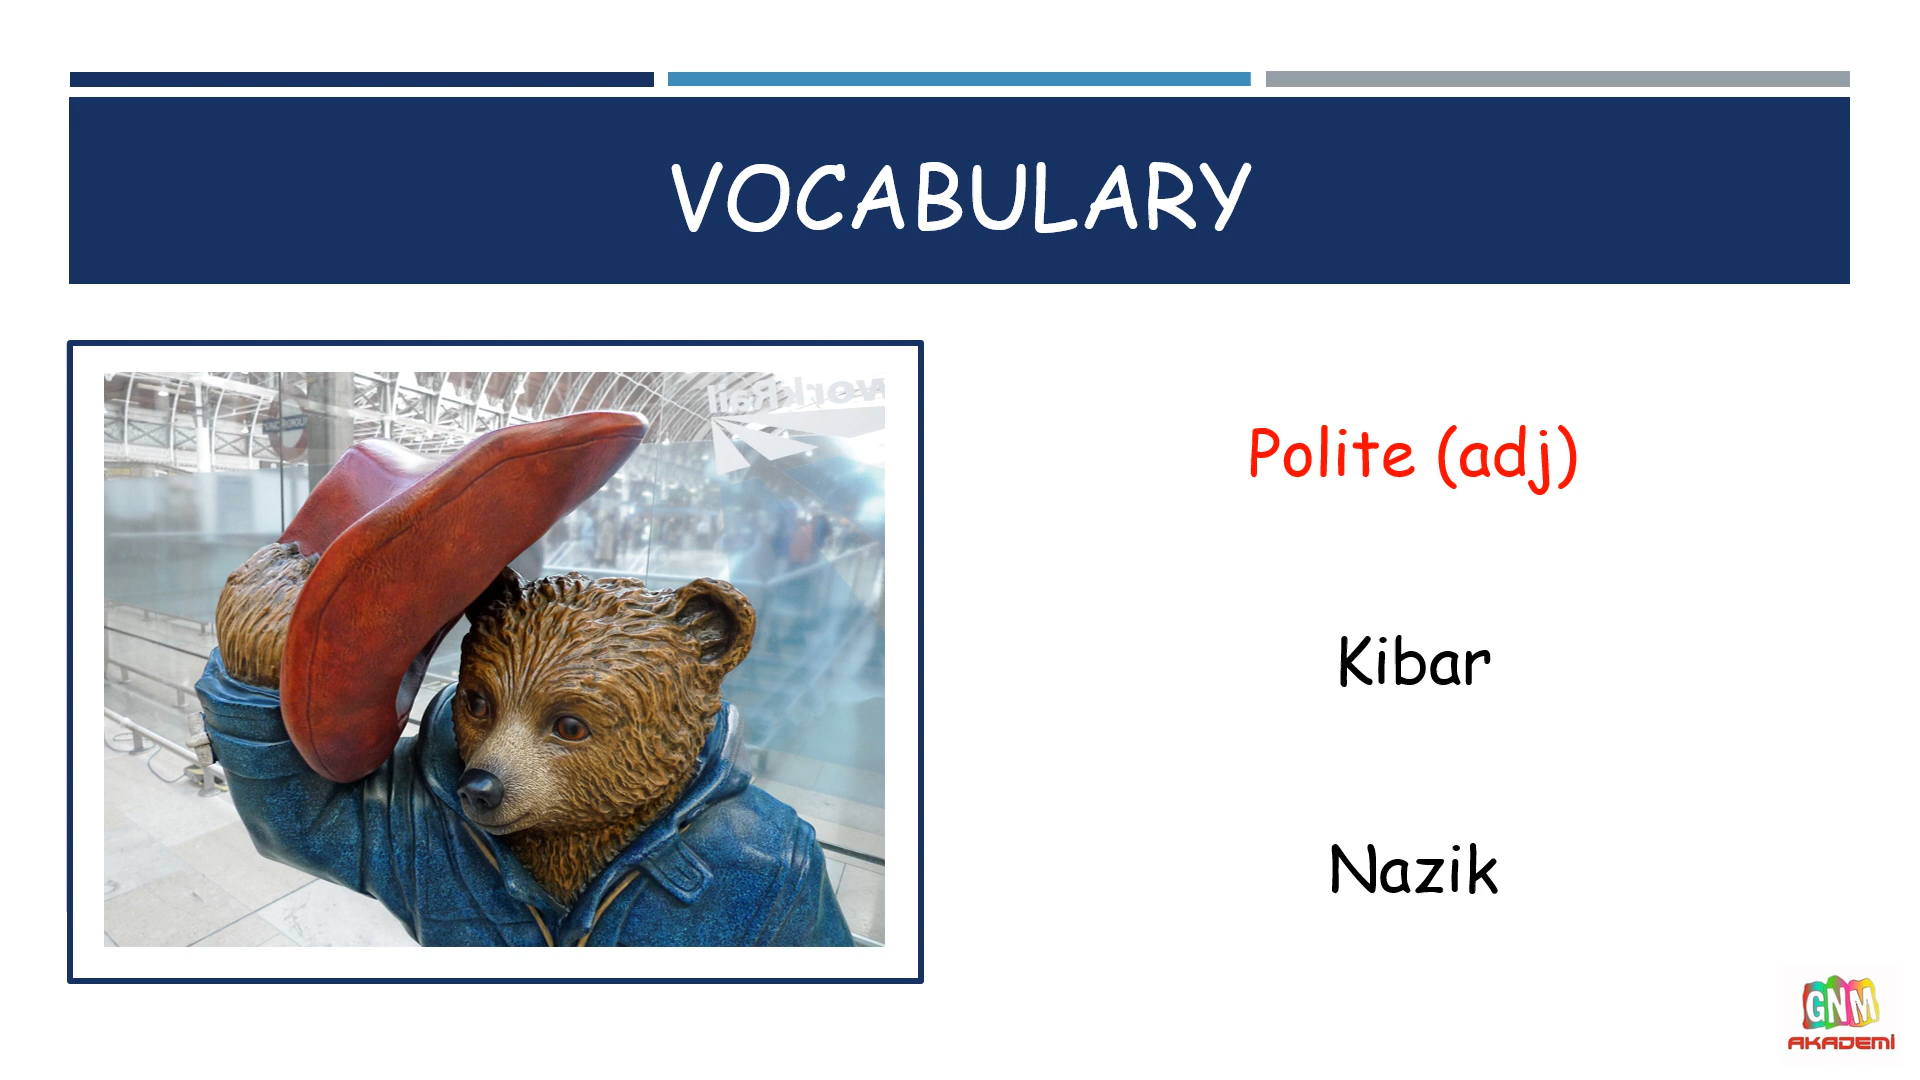 VOCABULARY
Polite (adj)
Kibar
Nazik
GNM
AKADEMİ